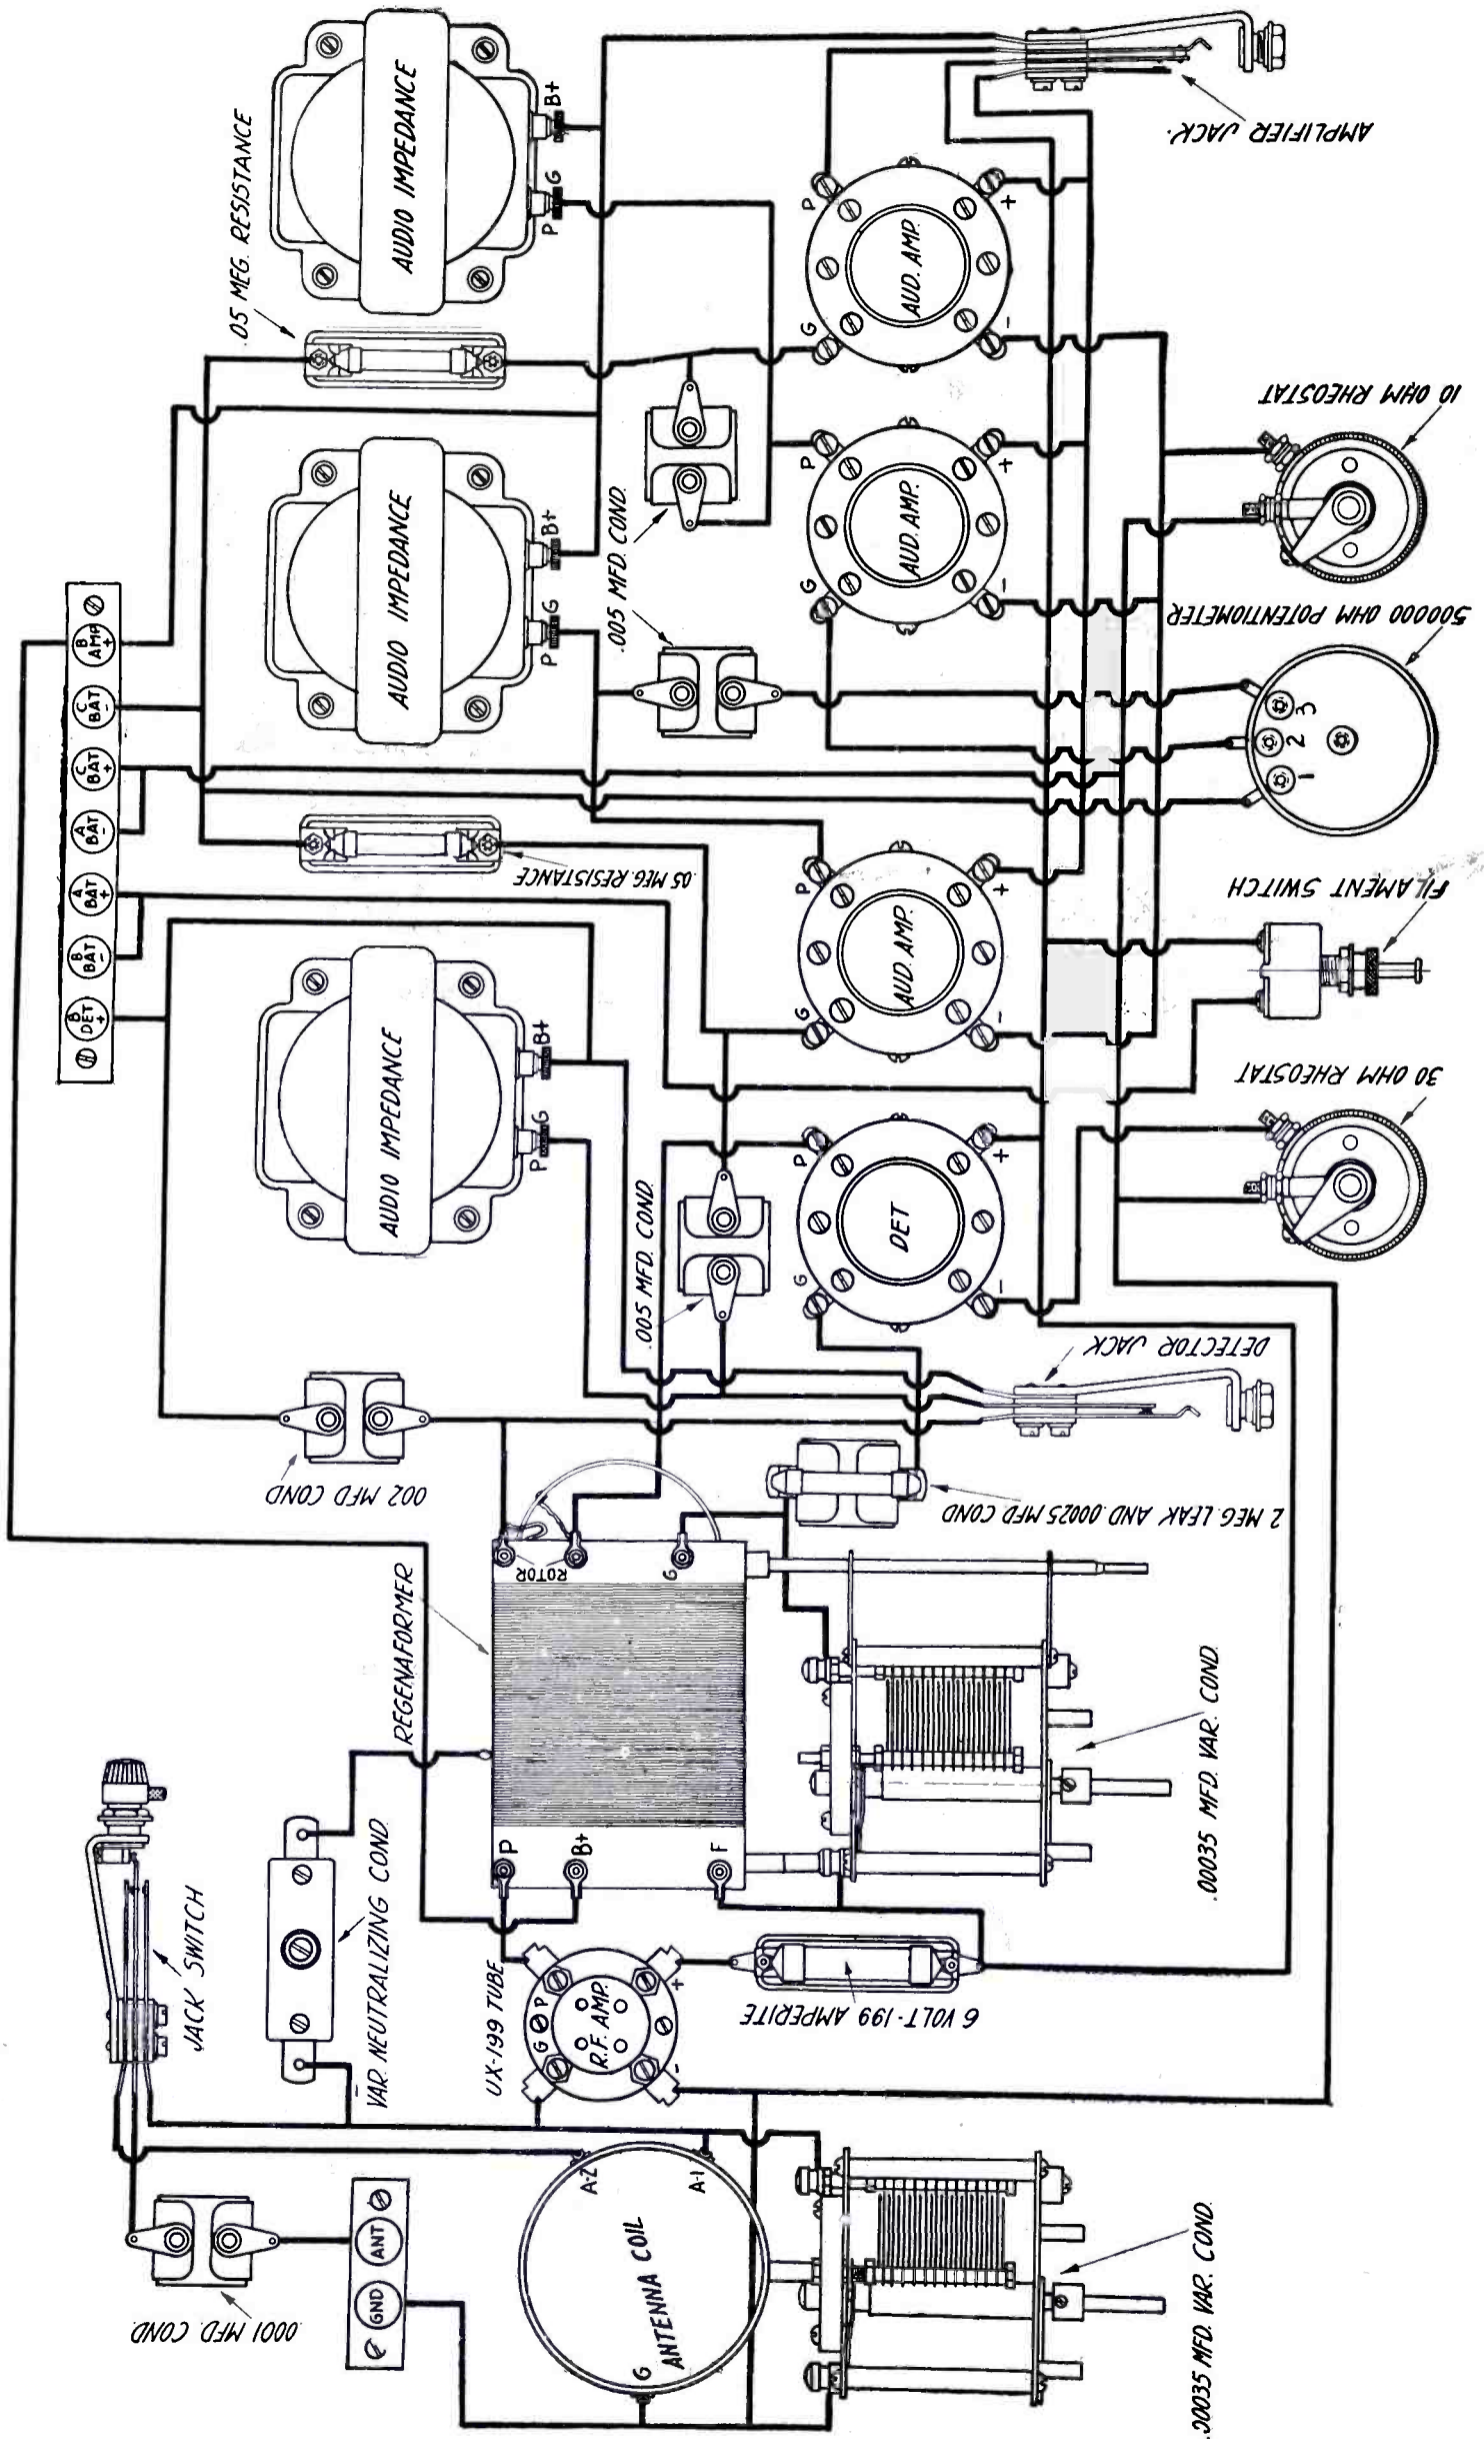 .0001 MFD COND.
GND
ANT
JACK SWITCH
VAR. NEUTRALIZING COND.
ANTENNA COIL
G
A-2
A-1
.00035 MFD. VAR. COND.
UX-199 TUBE
G
P
R.F. AMP.
-
+
6 VOLT-199 AMPERITE
REGENAFORMER
P
B+
F
ROTOR
G
.00035 MFD. VAR. COND.
002 MFD COND
2 MEG. LEAK AND .00025 MFD COND
DETECTOR JACK
B DET +
B BAT -
A BAT +
A BAT -
C BAT +
C BAT -
B AMP +
AUDIO IMPEDANCE
P
G
B+
.005 MFD. COND.
G
P
DET
-
+
30 OHM RHEOSTAT
.05 MEG. RESISTANCE
G
P
AUD. AMP.
-
+
FILAMENT SWITCH
AUDIO IMPEDANCE
P
G
B+
.005 MFD. COND.
G
P
AUD. AMP.
-
+
500000 OHM POTENTIOMETER
1
2
3
10 OHM RHEOSTAT
.05 MEG. RESISTANCE
AUDIO IMPEDANCE
P
G
B+
G
P
AUD. AMP.
-
+
AMPLIFIER JACK.